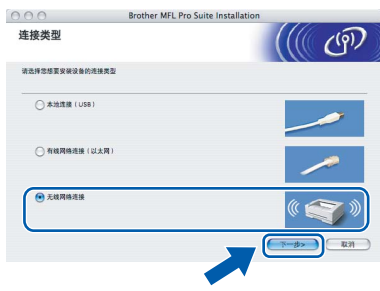 Brother MFL Pro Suite Installation
连接类型
请选择您想要安装设备的连接类型
本地连接（USB）
有线网络连接（以太网）
无线网络连接
下一步>
取消